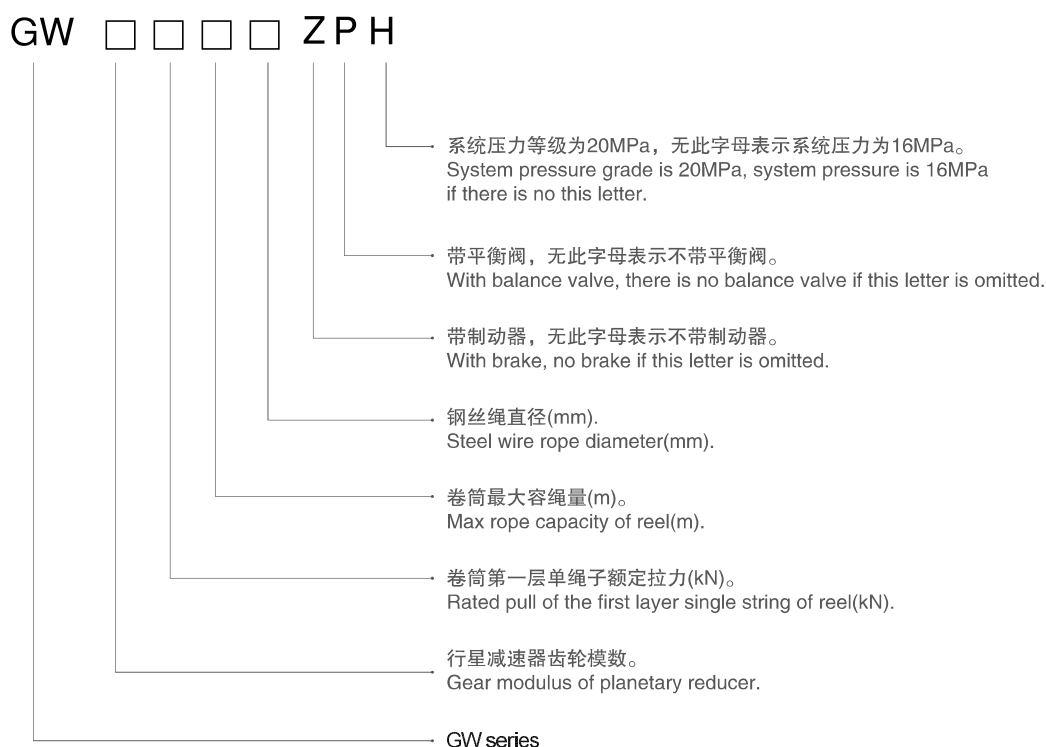 GW □ □ □ □ Z P H
系统压力等级为20MPa，无此字母表示系统压力为16MPa。
System pressure grade is 20MPa, system pressure is 16MPa
if there is no this letter.
带平衡阀，无此字母表示不带平衡阀。
With balance valve, there is no balance valve if this letter is omitted.
带制动器，无此字母表示不带制动器。
With brake, no brake if this letter is omitted.
钢丝绳直径(mm).
Steel wire rope diameter(mm).
卷筒最大容绳量(m)。
Max rope capacity of reel(m).
卷筒第一层单绳子额定拉力(kN)。
Rated pull of the first layer single string of reel(kN).
行星减速器齿轮模数。
Gear modulus of planetary reducer.
GW series